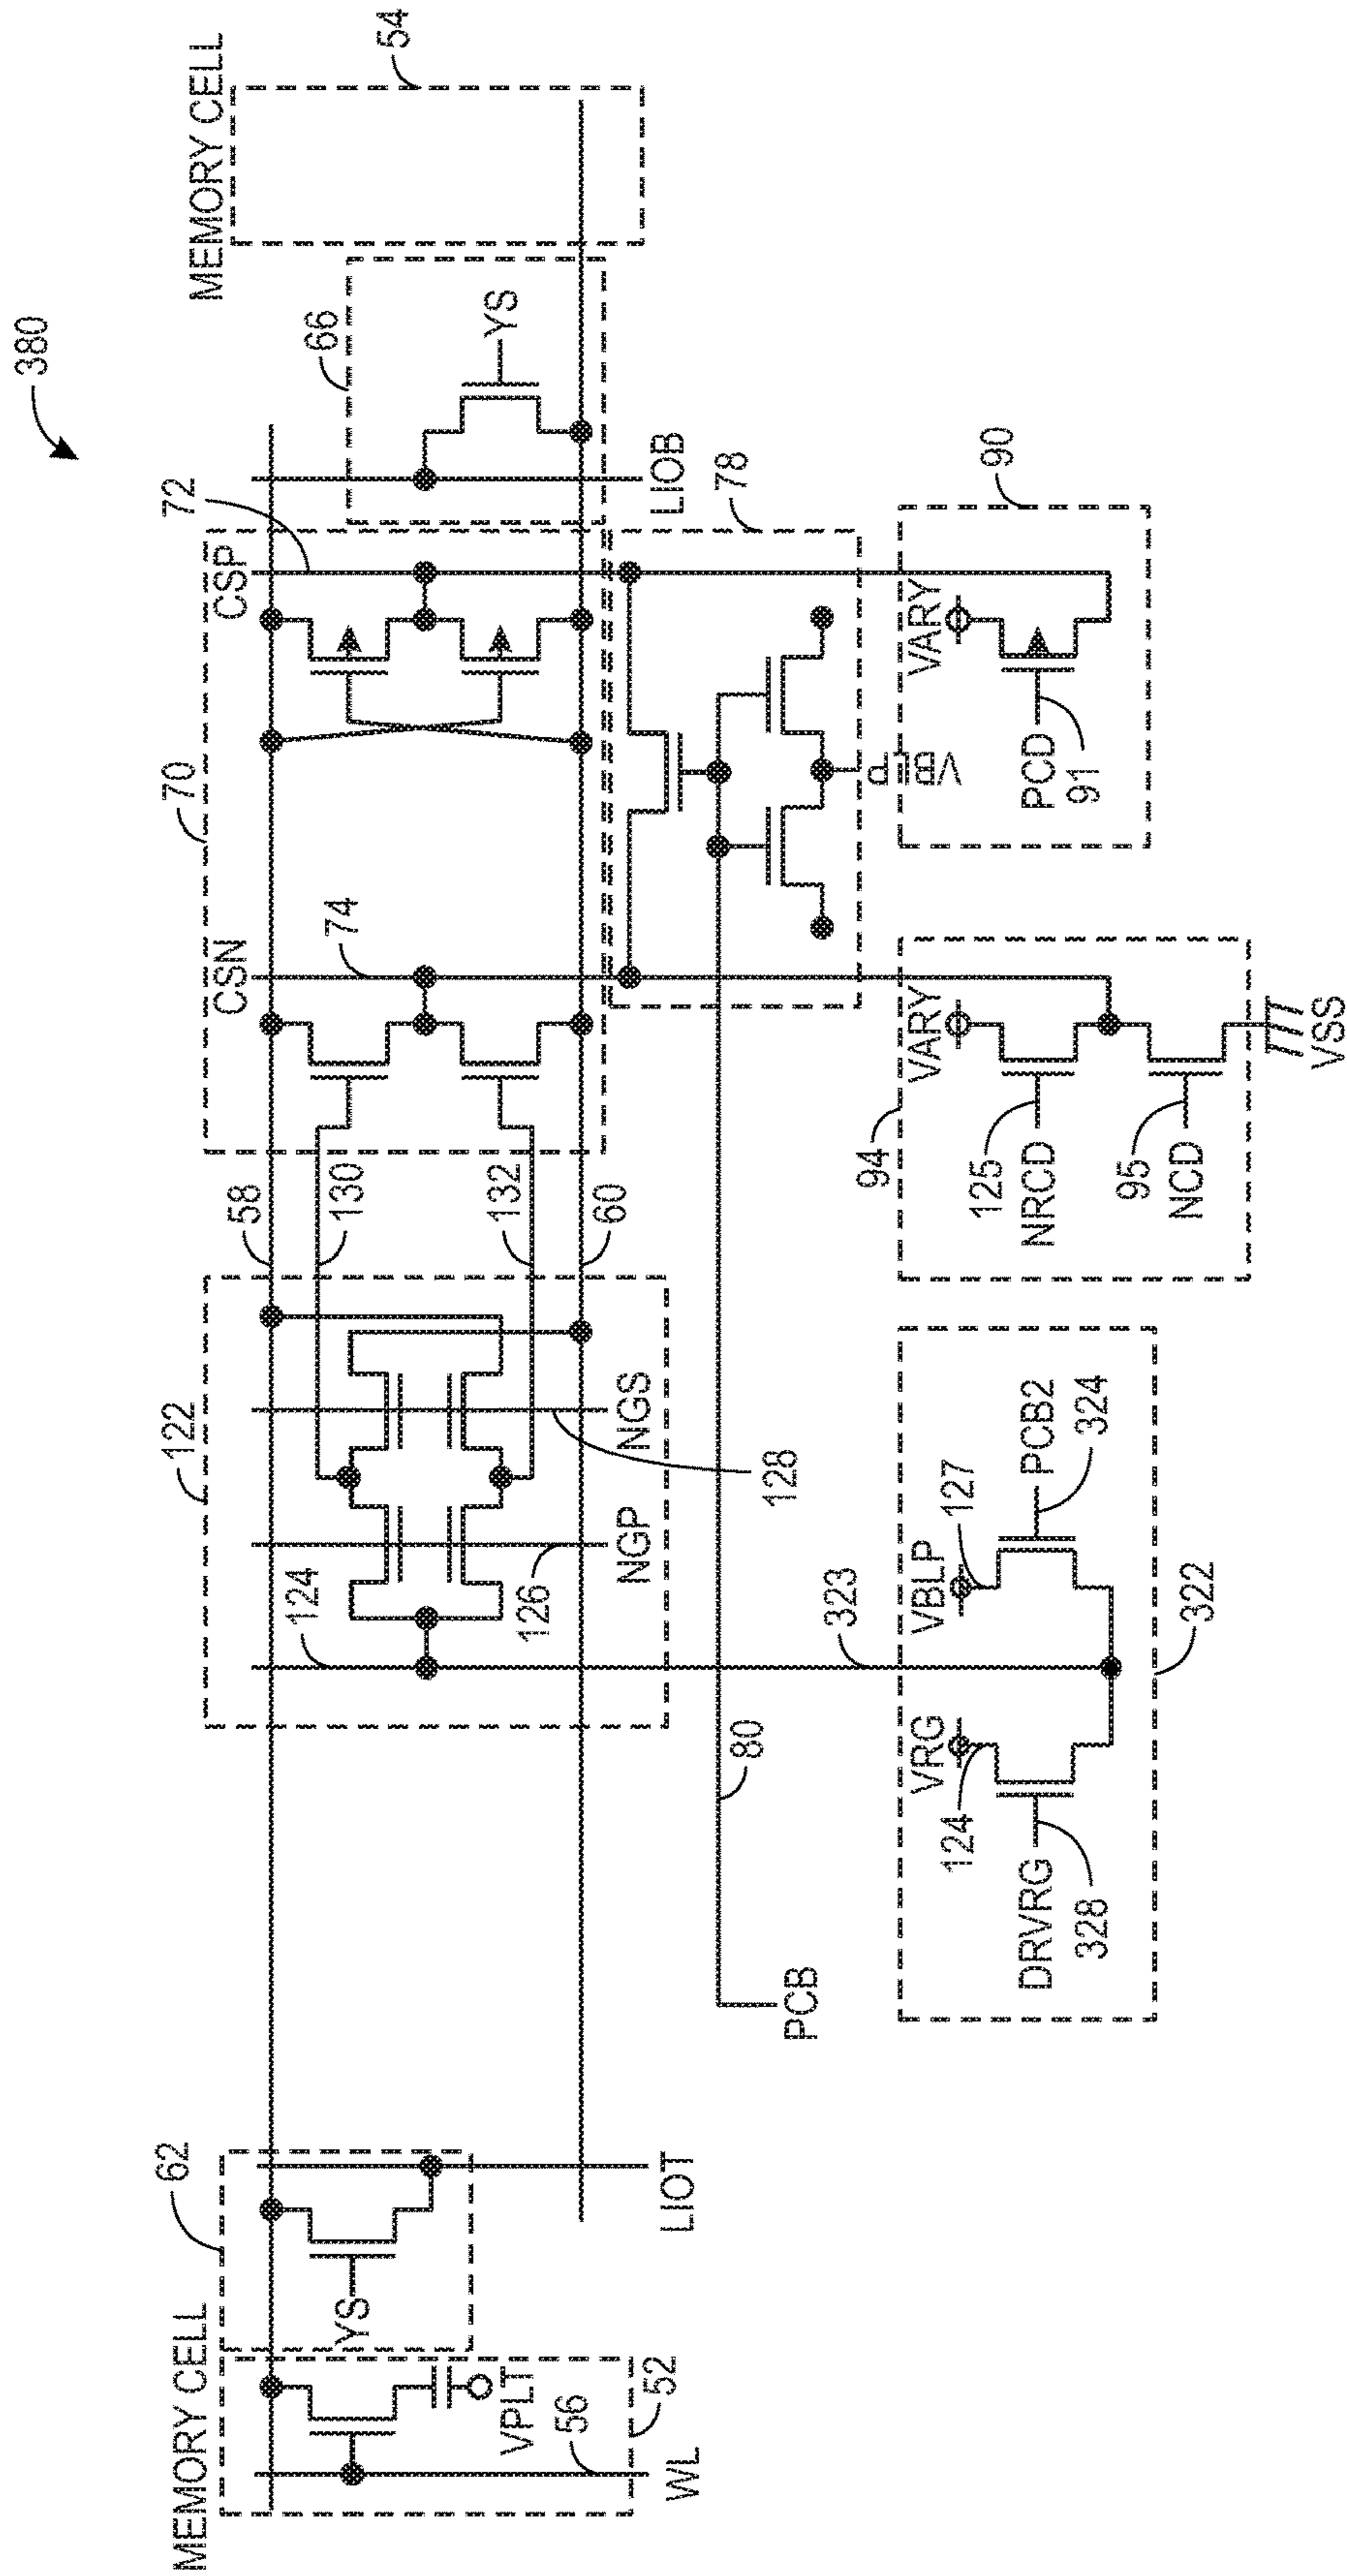 380
MEMORY CELL
54
66
YS
LIOB
72
CSP
70
CSN
74
78
VBLP
90
VARY
PCD
91
94
VARY
125
NRCD
95
NCD
VSS
58
130
132
60
122
NGS
128
NGP
126
124
323
80
PCB
VBLP
127
PCB2
324
322
VRG
124
DRVRG
328
62
YS
LIOT
MEMORY CELL
VPLT
56
52
WL